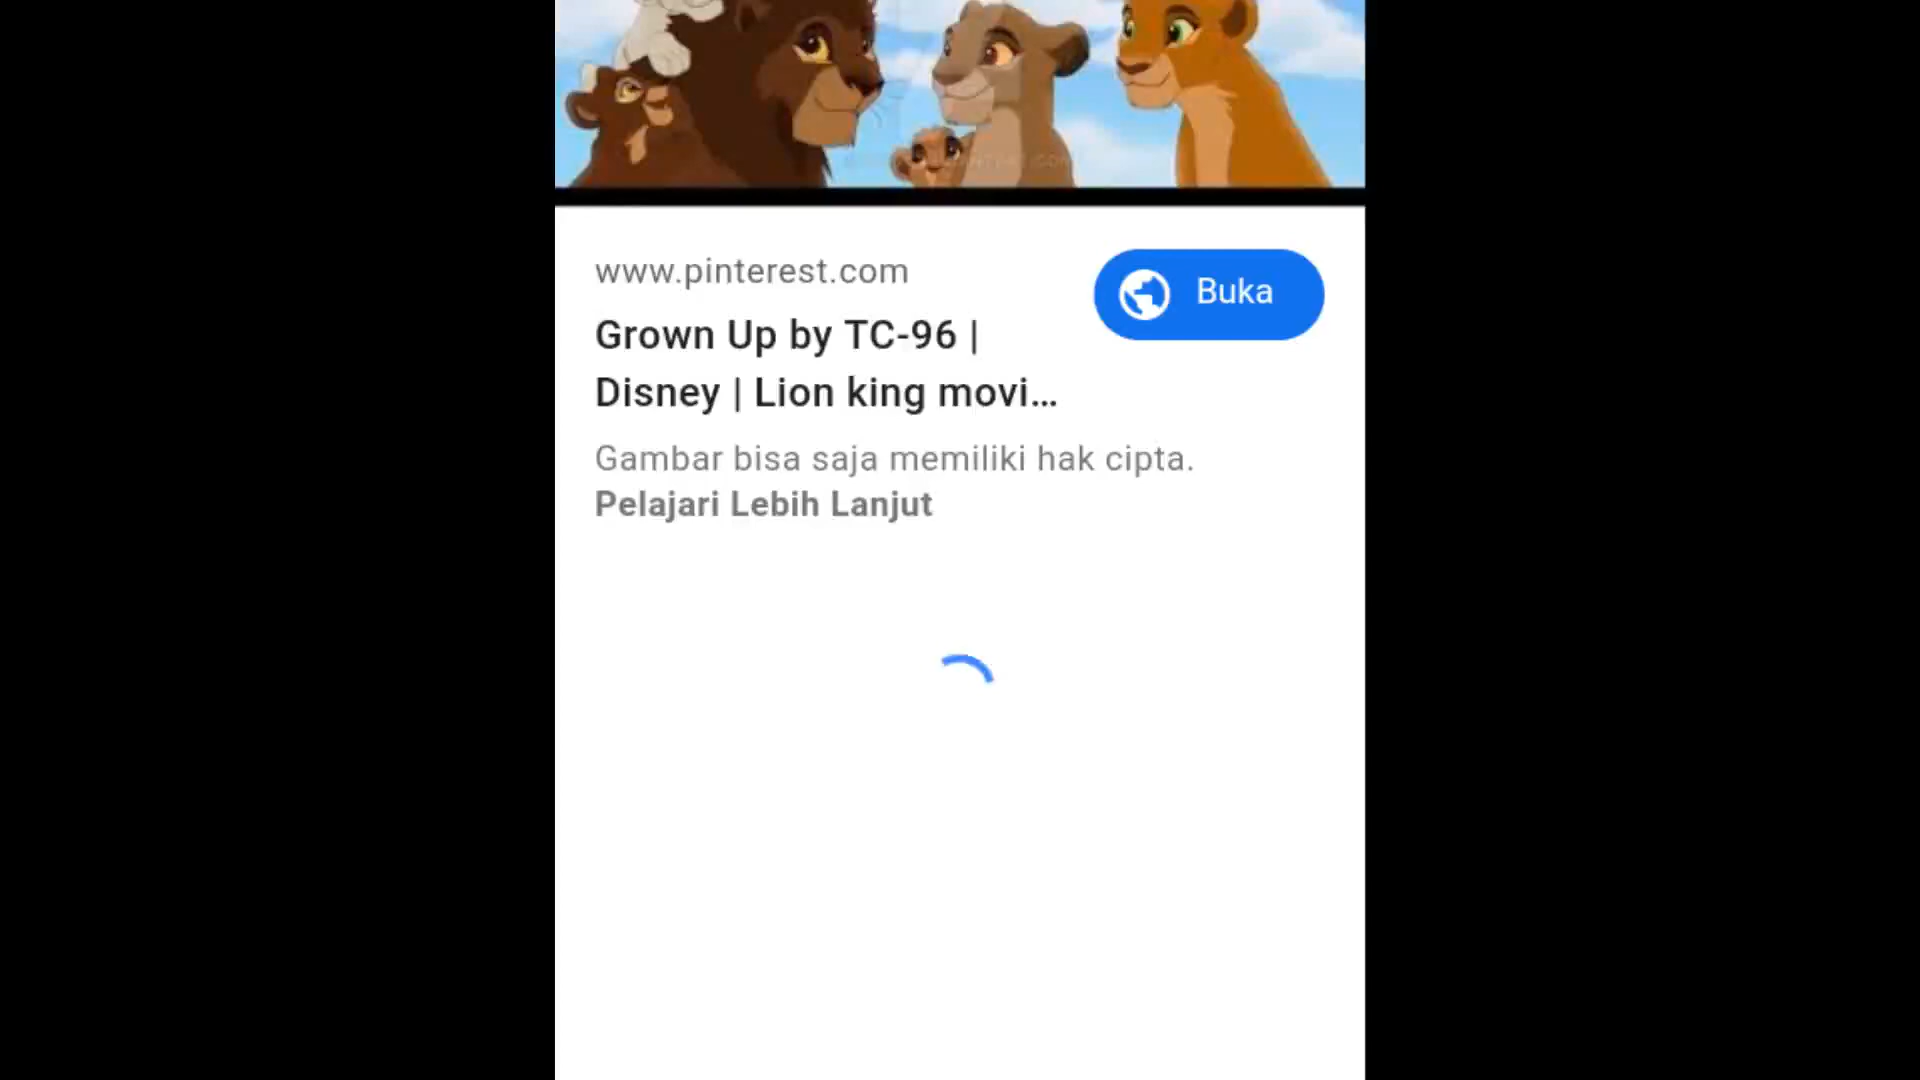 www.pinterest.com
Buka
Grown Up by TC-96 |
Disney | Lion king movi...
Gambar bisa saja memiliki hak cipta.
Pelajari Lebih Lanjut